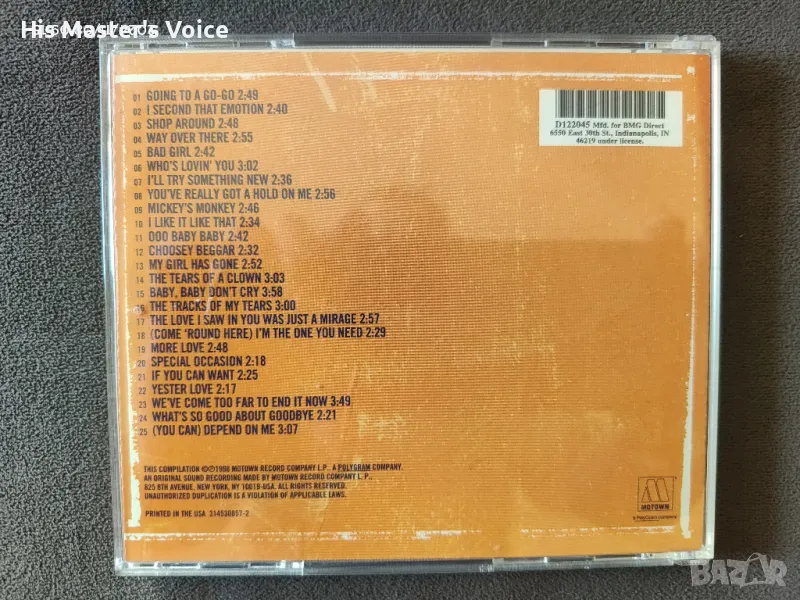 His Master's Voice
01 GOING TO A GO-GO 2:49
02 I SECOND THAT EMOTION 2:40
03 SHOP AROUND 2:48
04 WAY OVER THERE 2:55
05 BAD GIRL 2:42
06 WHO'S LOVIN' YOU 3:02
07 I'LL TRY SOMETHING NEW 2:36
08 YOU'VE REALLY GOT A HOLD ON ME 2:56
09 MICKEY'S MONKEY 2:46
10 I LIKE IT LIKE THAT 2:34
11 OOO BABY BABY 2:42
12 CHOOSEY BEGGAR 2:32
13 MY GIRL HAS GONE 2:52
14 THE TEARS OF A CLOWN 3:03
15 BABY, BABY DON'T CRY 3:58
16 THE TRACKS OF MY TEARS 3:00
17 THE LOVE I SAW IN YOU WAS JUST A MIRAGE 2:57
18 (COME 'ROUND HERE) I'M THE ONE YOU NEED 2:29
19 MORE LOVE 2:48
20 SPECIAL OCCASION 2:18
21 IF YOU CAN WANT 2:25
22 YESTER LOVE 2:17
23 WE'VE COME TOO FAR TO END IT NOW 3:49
24 WHAT'S SO GOOD ABOUT GOODBYE 2:21
25 (YOU CAN) DEPEND ON ME 3:07
D122045 Mfd. for BMG Direct
6550 East 30th St., Indianapolis, IN
46219 under license.
THIS COMPILATION ©℗1998 MOTOWN RECORD COMPANY L.P.. A POLYGRAM COMPANY.
AN ORIGINAL SOUND RECORDING MADE BY MOTOWN RECORD COMPANY L.P.,
825 8TH AVENUE, NEW YORK, NY 10019-USA. ALL RIGHTS RESERVED.
UNAUTHORIZED DUPLICATION IS A VIOLATION OF APPLICABLE LAWS.
PRINTED IN THE USA 314530857-2
M
MOTOWN
BAZAR